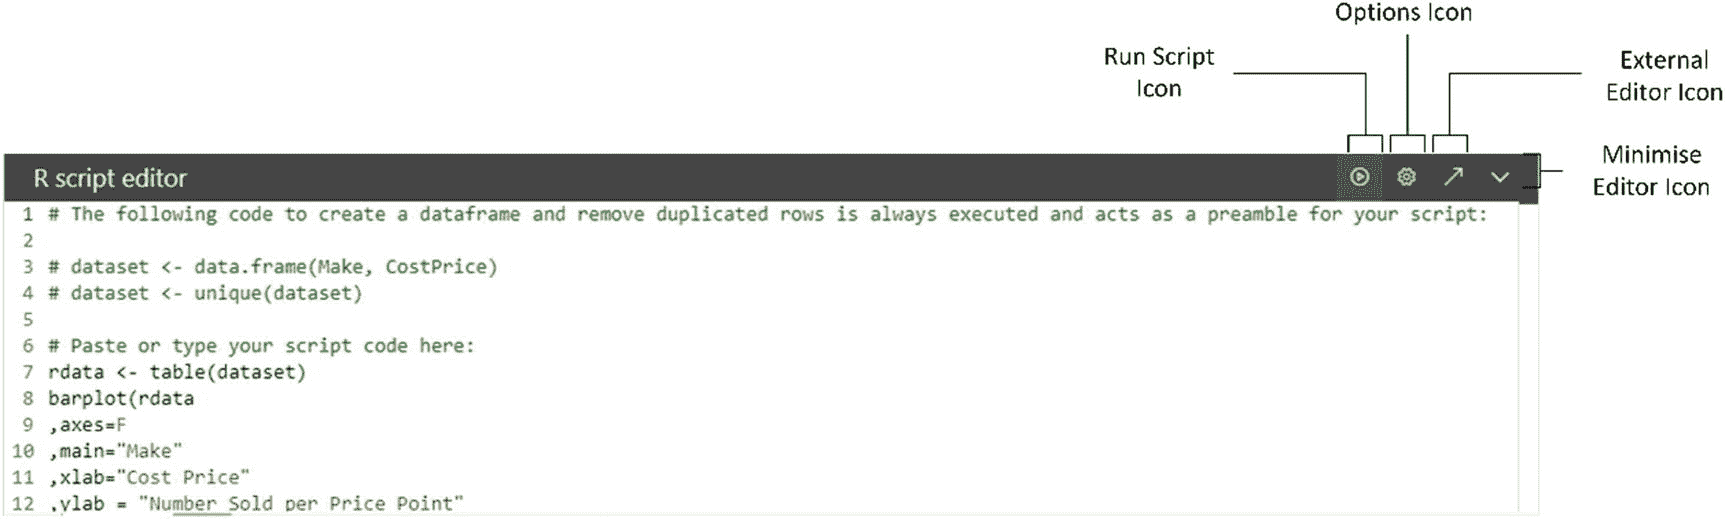 Options Icon
Run Script
Icon
External
Editor Icon
Minimise
Editor Icon
R script editor
1 # The following code to create a dataframe and remove duplicated rows is always executed and acts as a preamble for your script:
2
3 # dataset <- data.frame(Make, CostPrice)
4 # dataset <- unique(dataset)
5
6 # Paste or type your script code here:
7 rdata <- table(dataset)
8 barplot(rdata
9 ,axes=F
10 ,main="Make"
11 ,xlab="Cost Price"
12 ,ylab = "Number Sold per Price Point"